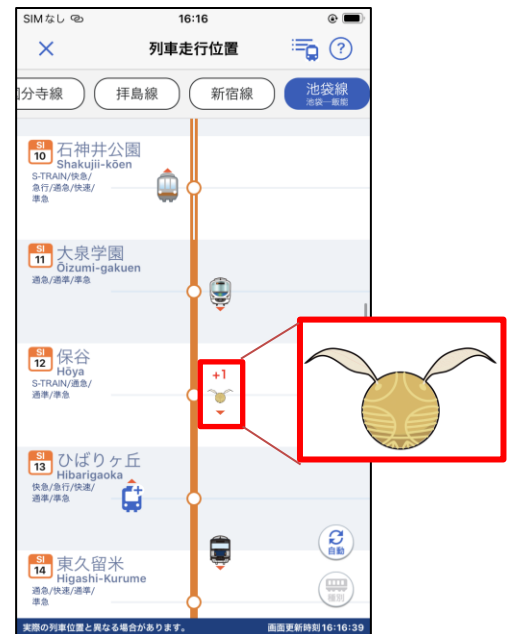 SIMなし
16:16
列車走行位置
?
分寺線
拝島線
新宿線
池袋線
池袋―飯能
SI
10
石神井公園
Shakujii-kōen
S-TRAIN/快急/
急行/通急/快速/
準急
SI
11
大泉学園
Ōizumi-gakuen
通急/通準/準急
SI
12
保谷
Hōya
S-TRAIN/通急/
通準/準急
+1
SI
13
ひばりヶ丘
Hibarigaoka
快急/急行/快速/
通準/準急
自動
SI
14
東久留米
Higashi-Kurume
通急/快速/通準/
準急
種別
実際の列車位置と異なる場合があります。
画面更新時刻16:16:39